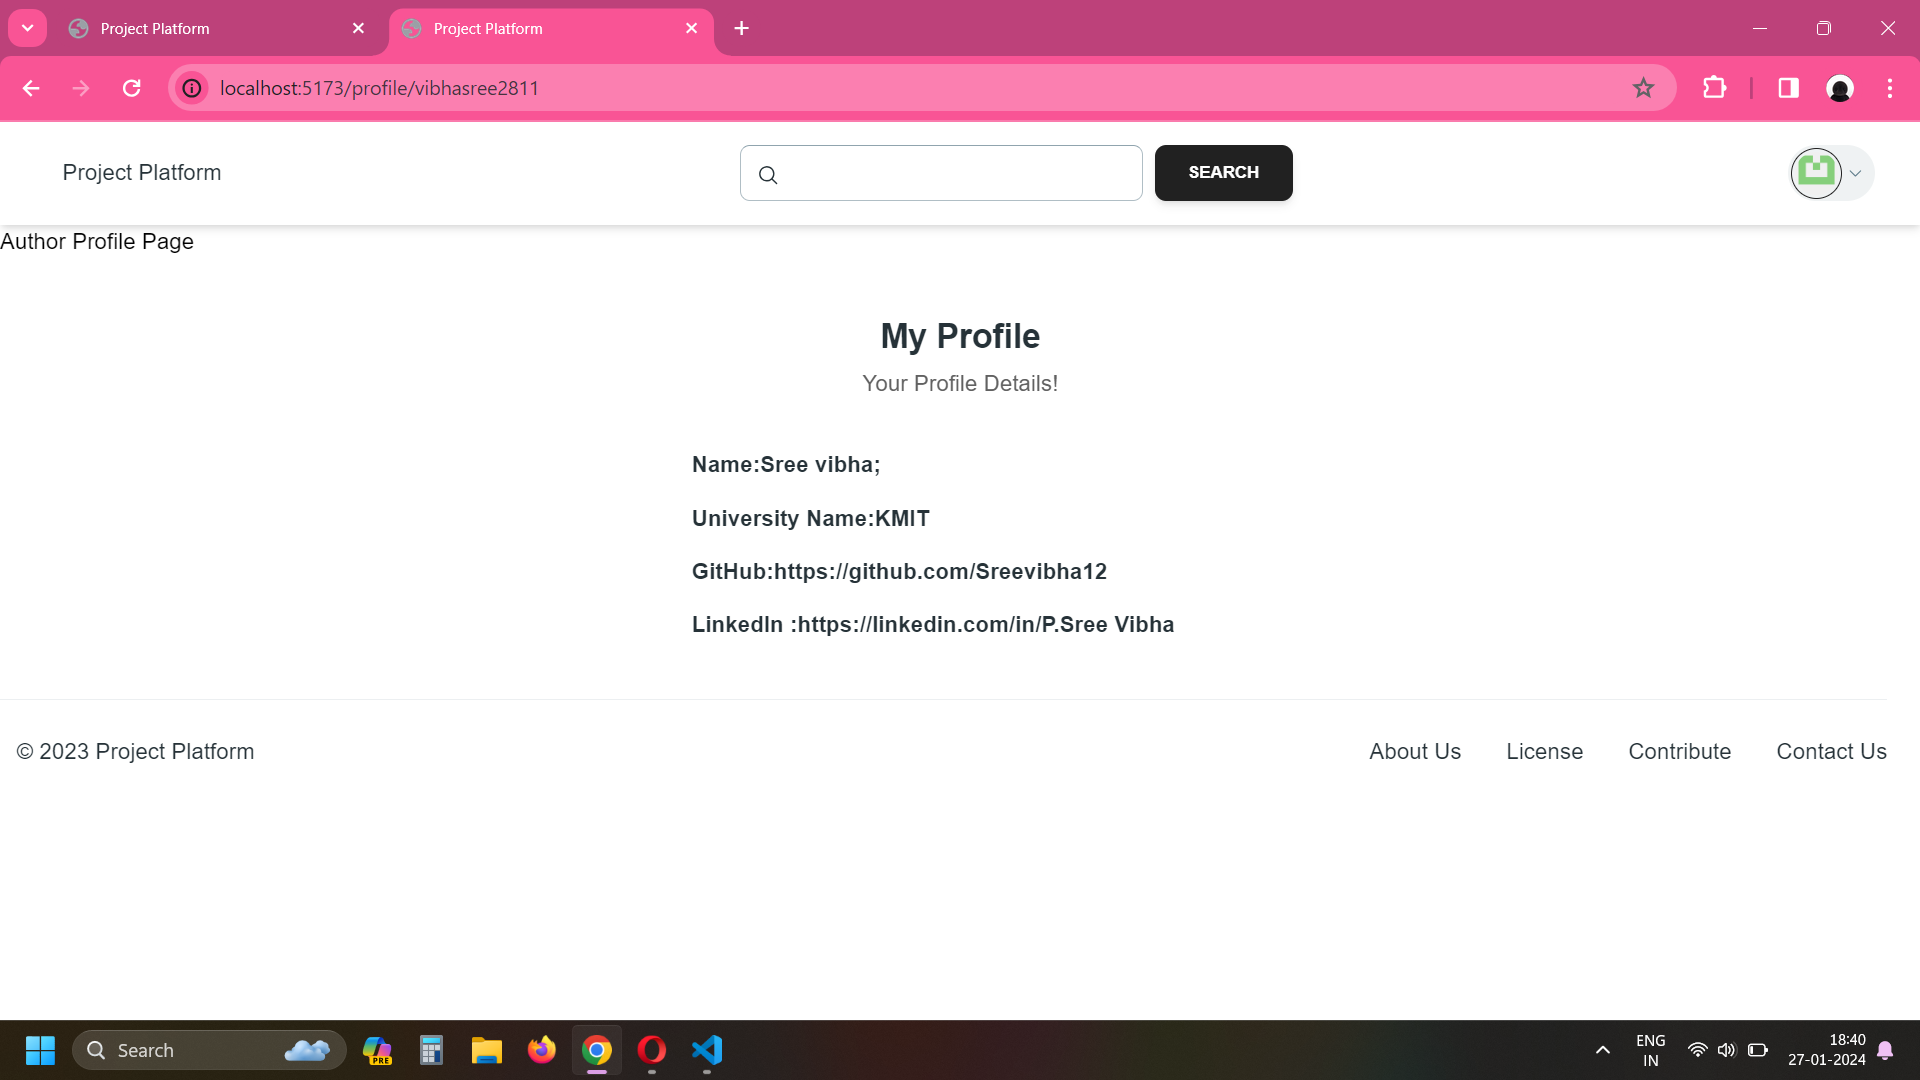 Project Platform
Project Platform
localhost:5173/profile/vibhasree2811
Project Platform
SEARCH
Author Profile Page
My Profile
Your Profile Details!
Name:Sree vibha;
University Name:KMIT
GitHub:https://github.com/Sreevibha12
LinkedIn :https://linkedin.com/in/P.Sree Vibha
© 2023 Project Platform
About Us
License
Contribute
Contact Us
Search
PRE
ENG
IN
18:40
27-01-2024